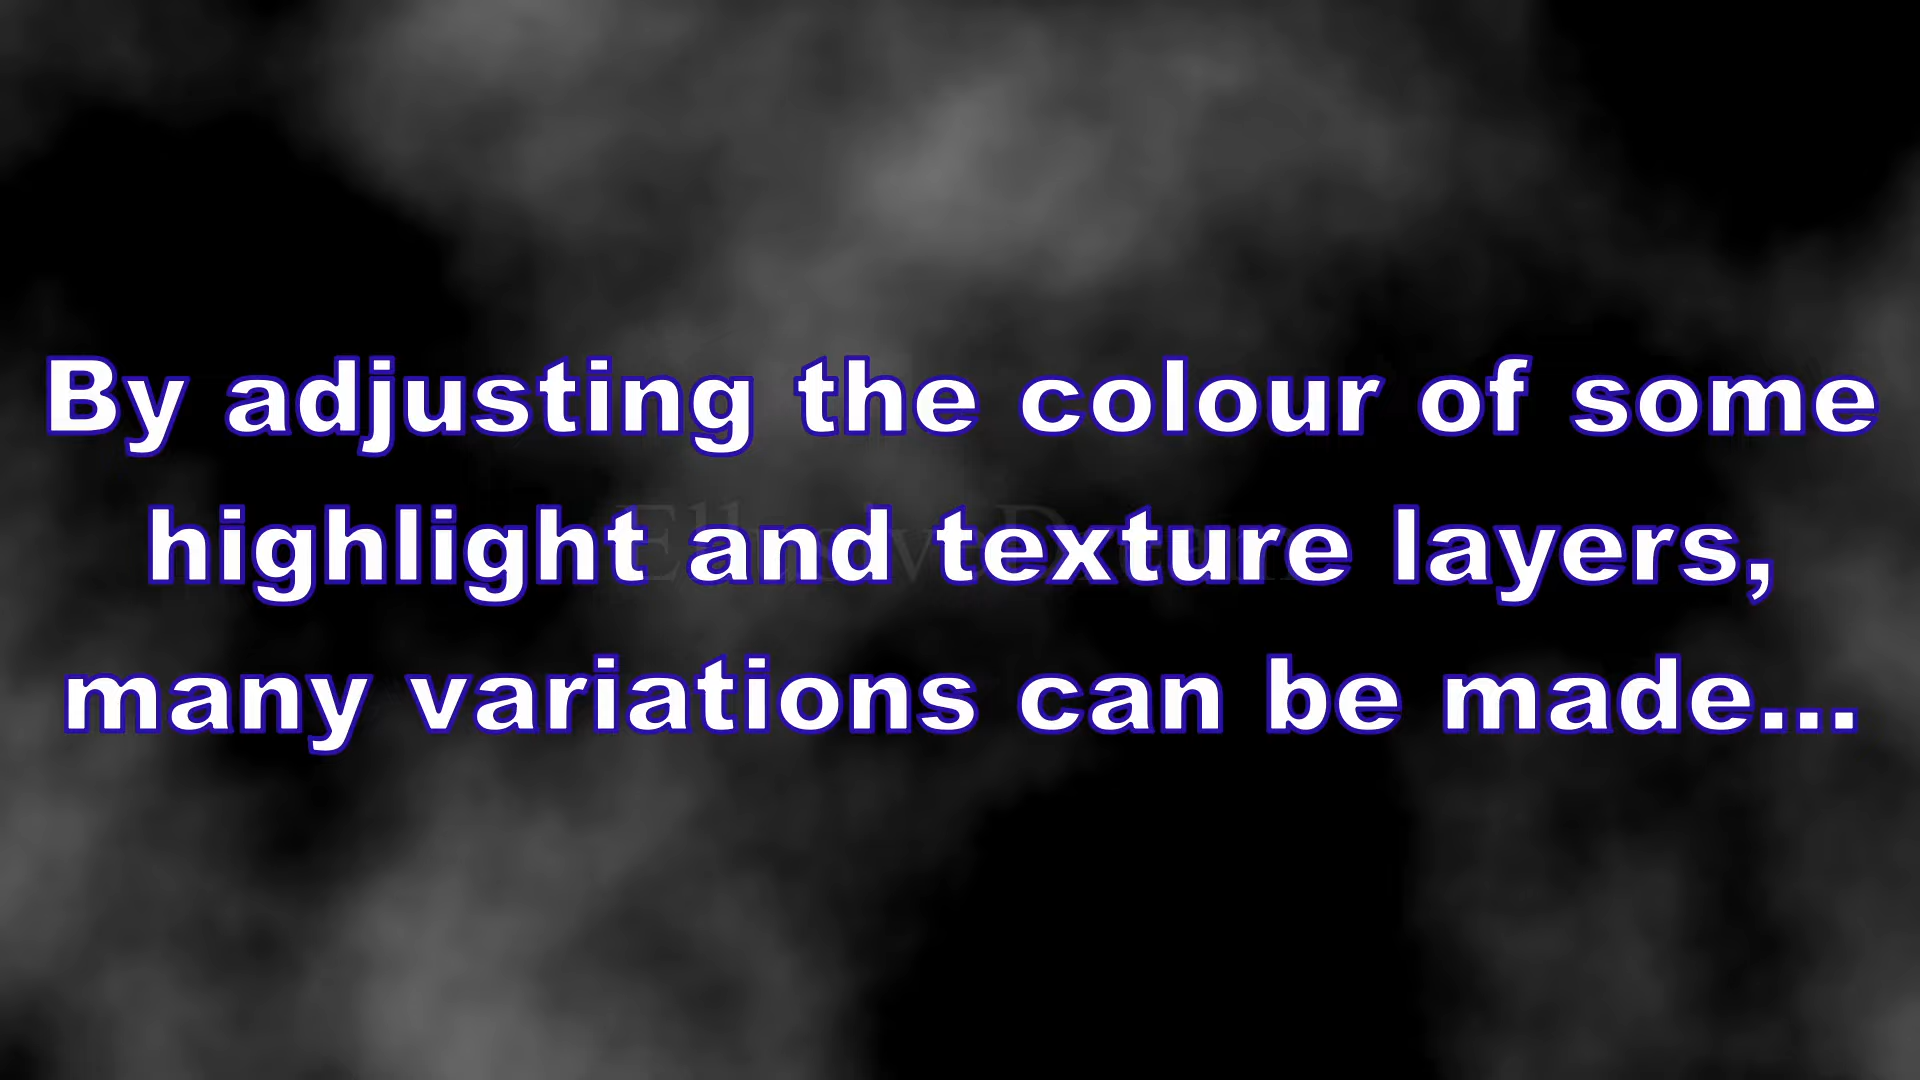 By adjusting the colour of some
highlight and texture layers,
many variations can be made...